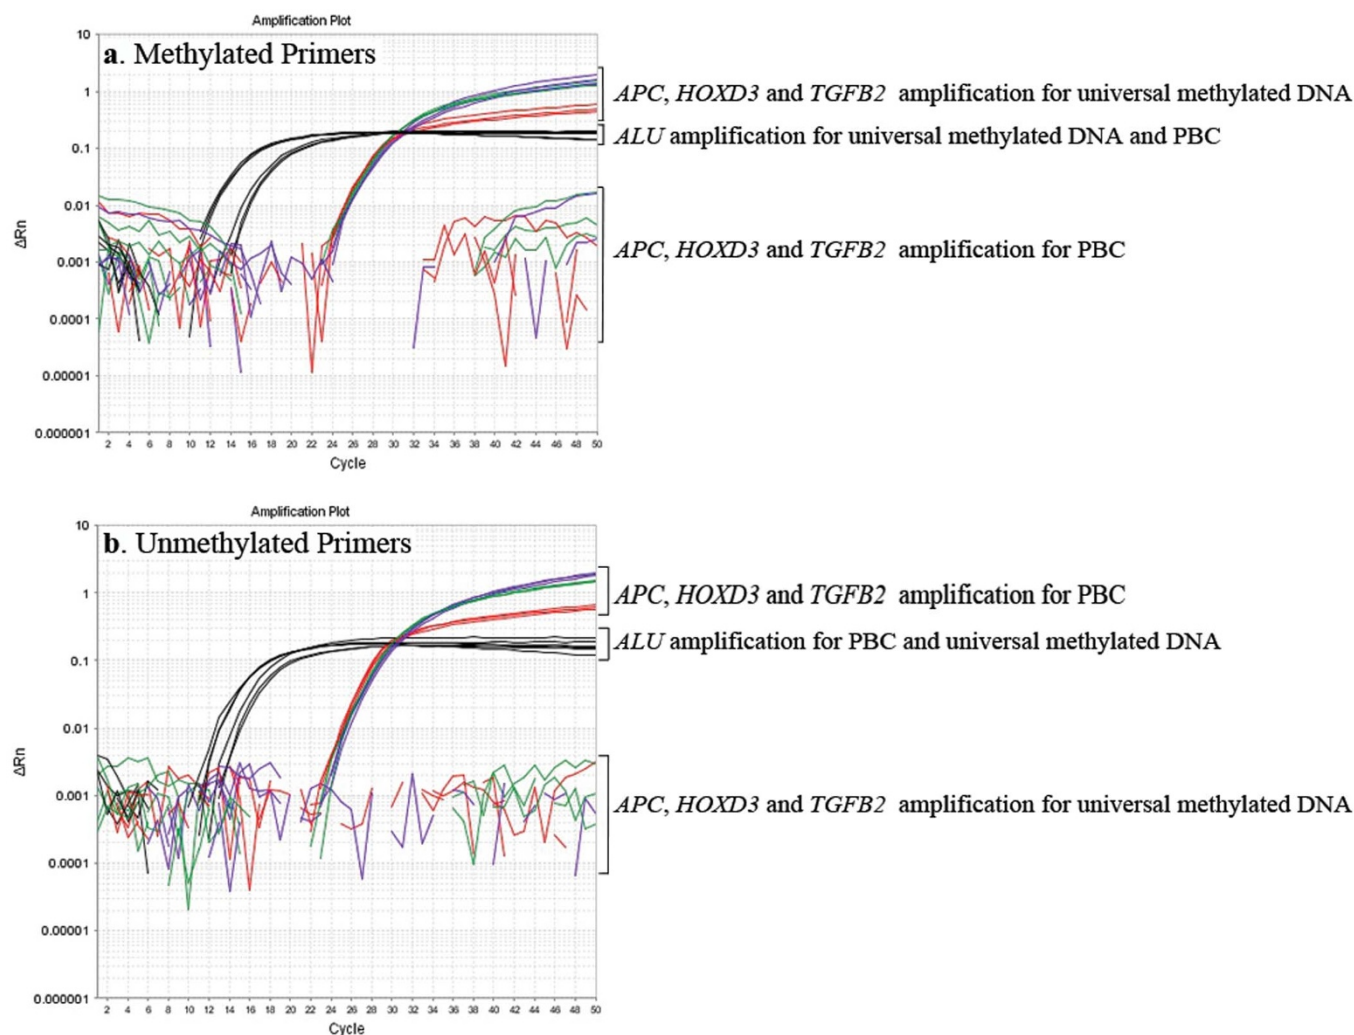 Amplification Plot
a. Methylated Primers
10
1
0.1
0.01
0.001
0.0001
0.00001
0.000001
ΔRn
2 4 6 8 10 12 14 16 18 20 22 24 26 28 30 32 34 36 38 40 42 44 46 48 50
Cycle
APC, HOXD3 and TGFB2 amplification for universal methylated DNA
ALU amplification for universal methylated DNA and PBC
APC, HOXD3 and TGFB2 amplification for PBC
Amplification Plot
b. Unmethylated Primers
10
1
0.1
0.01
0.001
0.0001
0.00001
0.000001
ΔRn
2 4 6 8 10 12 14 16 18 20 22 24 26 28 30 32 34 36 38 40 42 44 46 48 50
Cycle
APC, HOXD3 and TGFB2 amplification for PBC
ALU amplification for PBC and universal methylated DNA
APC, HOXD3 and TGFB2 amplification for universal methylated DNA